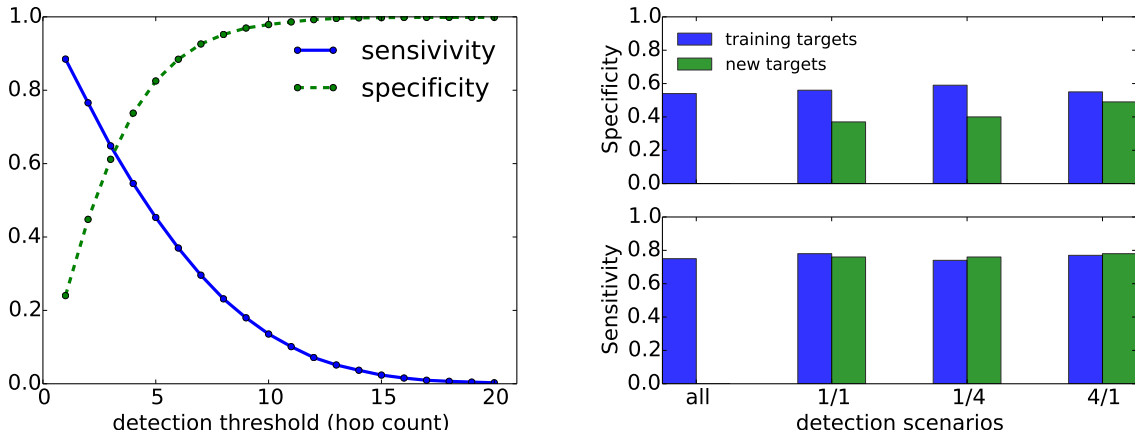 1.0
0.8
0.6
0.4
0.2
0.0
0
5
10
15
20
sensivivity
specificity
detection threshold (hop count)
1.0
0.8
0.6
0.4
0.2
0.0
Specificity
training targets
new targets
1.0
0.8
0.6
0.4
0.2
0.0
Sensitivity
all
1/1
1/4
4/1
detection scenarios